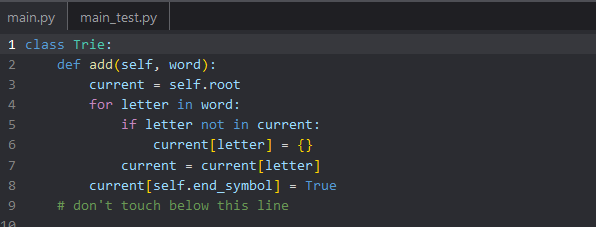 main.py main_test.py
1 class Trie:
2     def add(self, word):
3         current = self.root
4         for letter in word:
5             if letter not in current:
6                 current[letter] = {}
7             current = current[letter]
8         current[self.end_symbol] = True
9     # don't touch below this line
10